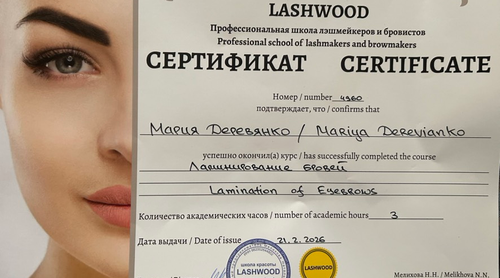 LASHWOOD
Профессиональная школа лэшмейкеров и бровистов
Professional school of lashmakers and browmakers
СЕРТИФИКАТ CERTIFICATE
Номер / number 4960
подтверждает, что / confirms that
Мария Деревянко / Mariya Derevianko
успешно окончил(а) курс / has successfully completed the course
Ламинирование бровей
Lamination of Eyebrows
Количество академических часов / number of academic hours 3
Дата выдачи / Date of issue 21.2.2026
школа красоты
LASHWOOD
LASHWOOD
Мелихова Н.Н. / Melikhova N.N.